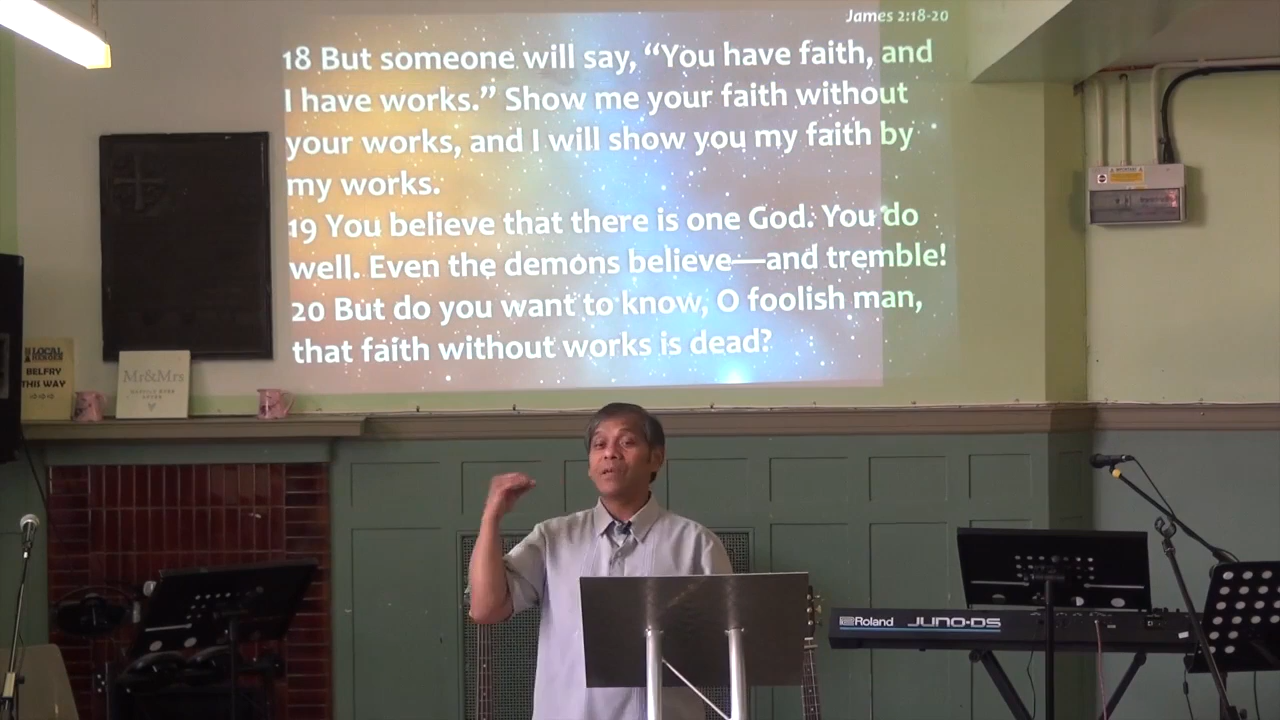 James 2:18-20
18 But someone will say, “You have faith, and
I have works.” Show me your faith without
your works, and I will show you my faith by
my works.
19 You believe that there is one God. You do
well. Even the demons believe—and tremble!
20 But do you want to know, O foolish man,
that faith without works is dead?
LOCAL
BELFRY
THIS WAY
Mr&Mrs
Roland JUNO-DS